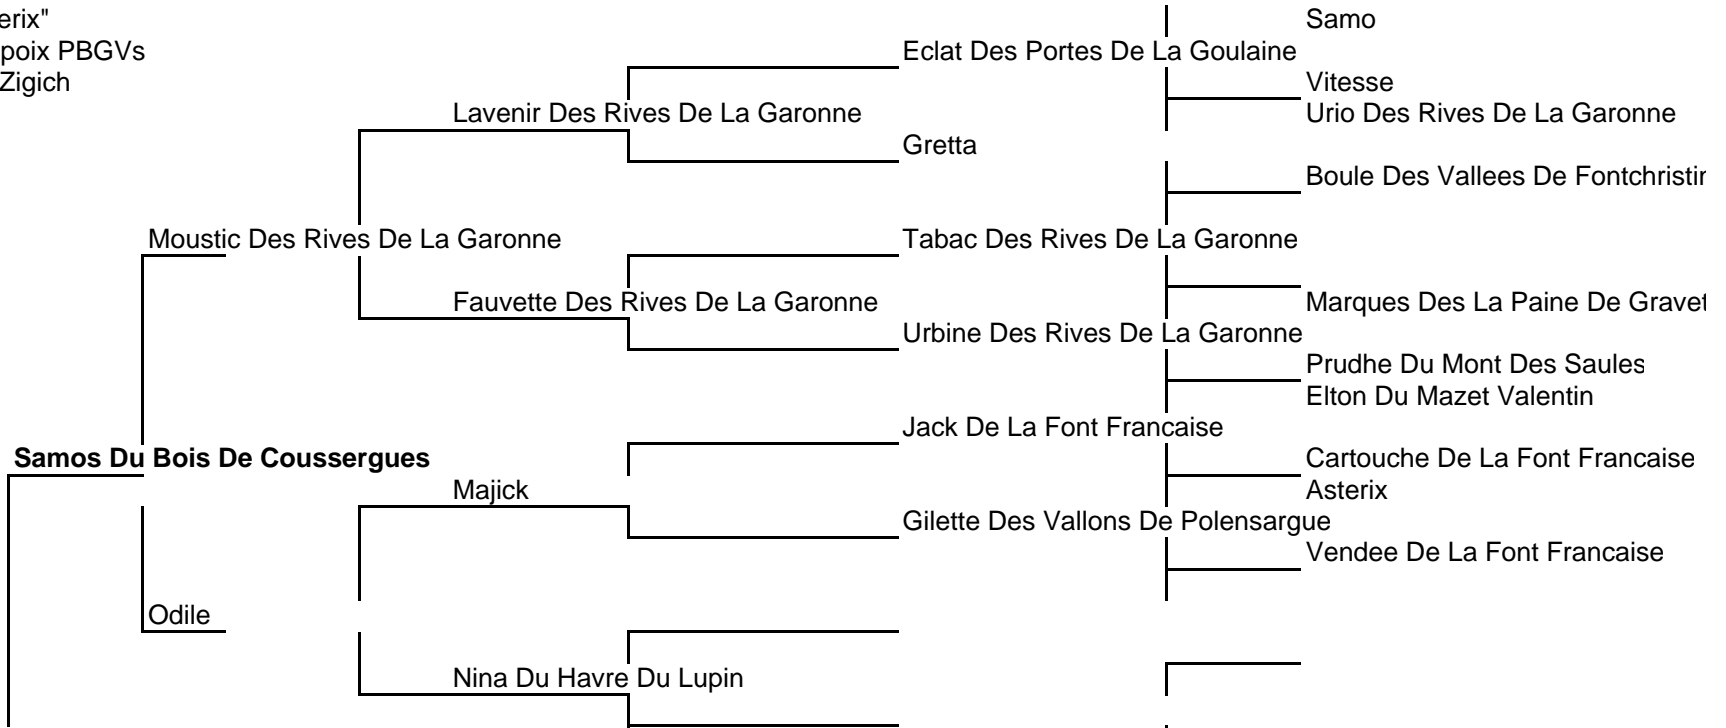 erix"
poix PBGVs
Zigich
Samo
Eclat Des Portes De La Goulaine
Vitesse
Lavenir Des Rives De La Garonne
Urio Des Rives De La Garonne
Gretta
Boule Des Vallees De Fontchristin
Moustic Des Rives De La Garonne
Tabac Des Rives De La Garonne
Fauvette Des Rives De La Garonne
Marques Des La Paine De Gravet
Urbine Des Rives De La Garonne
Prudhe Du Mont Des Saules
Elton Du Mazet Valentin
Jack De La Font Francaise
Samos Du Bois De Coussergues
Cartouche De La Font Francaise
Majick
Asterix
Gilette Des Vallons De Polensargue
Vendee De La Font Francaise
Odile
Nina Du Havre Du Lupin